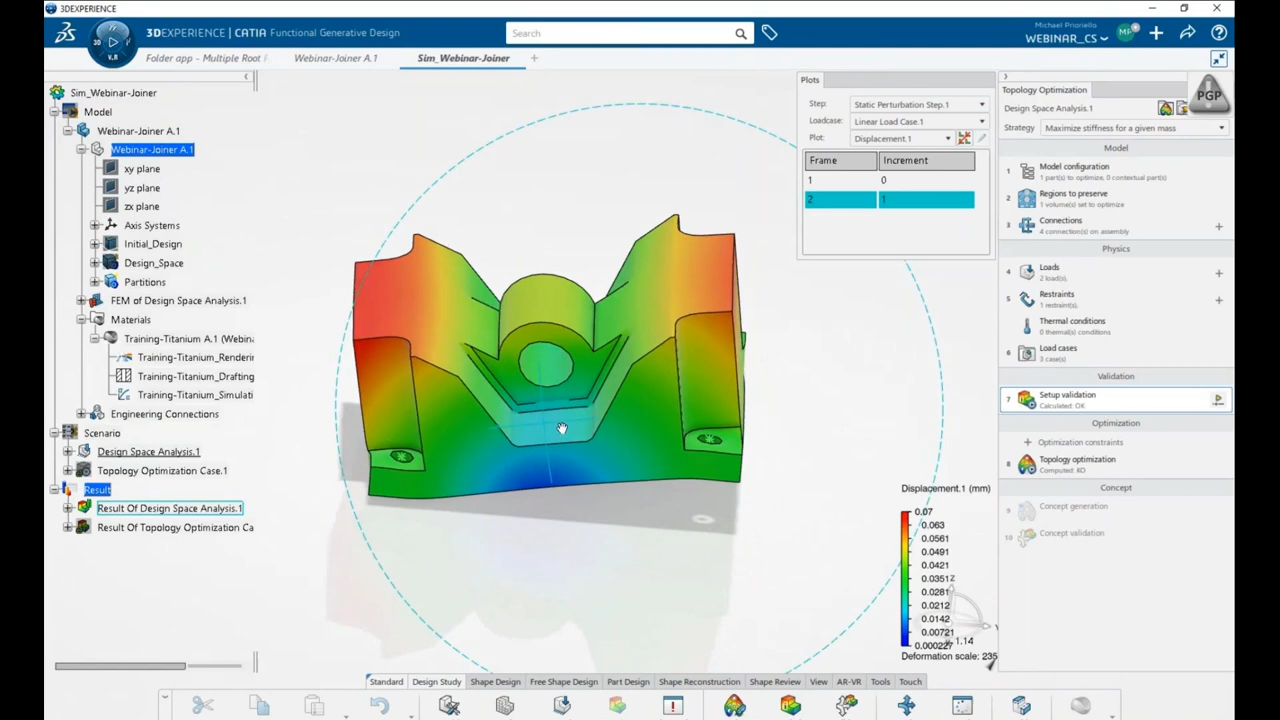 3DEXPERIENCE
3DEXPERIENCE | CATIA Functional Generative Design
Search
Michael Prioriello
WEBINAR_CS
MP
3D
V.R
Folder app - Multiple Root F
Webinar-Joiner A.1
Sim_Webinar-Joiner
Sim_Webinar-Joiner
Model
Webinar-Joiner A.1
Webinar-Joiner A.1
xy plane
yz plane
zx plane
Axis Systems
Initial_Design
Design_Space
Partitions
FEM of Design Space Analysis.1
Materials
Training-Titanium A.1 (Webina
Training-Titanium_Renderin
Training-Titanium_Drafting
Training-Titanium_Simulati
Engineering Connections
Scenario
Design Space Analysis.1
Topology Optimization Case.1
Result
Result Of Design Space Analysis.1
Result Of Topology Optimization Ca
Plots
Step: Static Perturbation Step.1
Loadcase: Linear Load Case.1
Plot: Displacement.1
Frame Increment
1 0
2 1
Displacement.1 (mm)
0.07
0.063
0.0561
0.0491
0.0421
0.0351
0.0281
0.0212
0.0142
0.00721
0.000227
Z
1.14
Deformation scale: 235
Topology Optimization
PGP
Design Space Analysis.1
Strategy Maximize stiffness for a given mass
Model
1 Model configuration
1 part(s) to optimize, 0 contextual part(s)
2 Regions to preserve
1 volume(s) set to optimize
3 Connections
4 connection(s) on assembly
Physics
4 Loads
2 load(s).
5 Restraints
1 restraint(s).
Thermal conditions
0 thermal condition(s).
6 Load cases
3 case(s)
Validation
7 Setup validation
Calculated: OK
Optimization
Optimization constraints
8 Topology optimization
Computed: KO
Concept
9 Concept generation
10 Concept validation
Standard Design Study Shape Design Free Shape Design Part Design Shape Reconstruction Shape Review View AR-VR Tools Touch